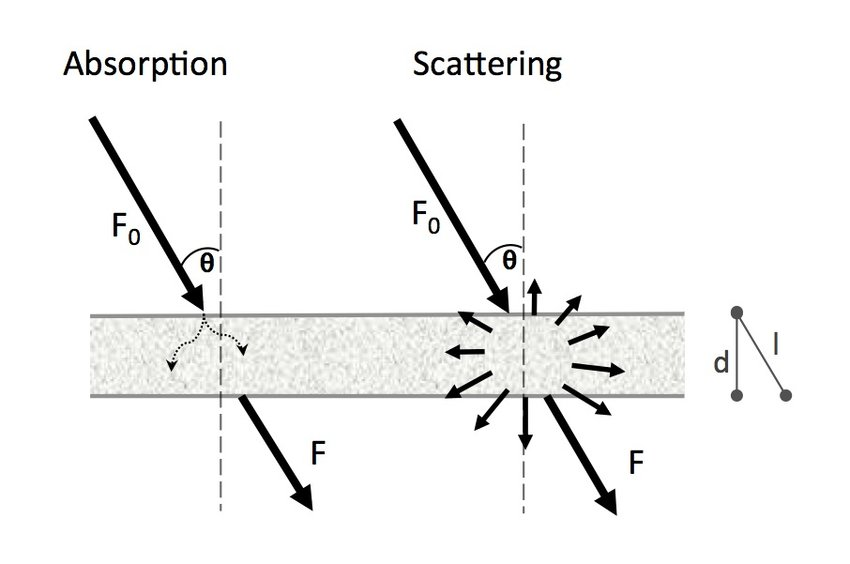 Absorption
Scattering
F₀
θ
F₀
θ
d
l
F
F